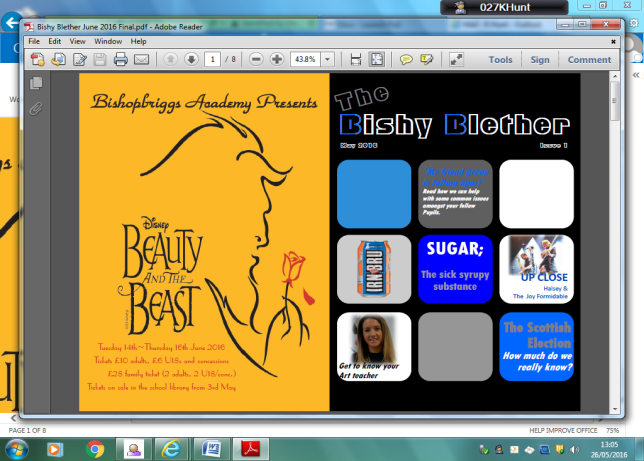 027KHunt
Bishy Blether June 2016 Final.pdf - Adobe Reader
File Edit View Window Help
1 / 8 43.8% Tools Sign Comment
Bishopbriggs Academy Presents
Disney
BEAUTY
AND THE
BEAST
Tuesday 14th~Thursday 16th June 2016
Tickets £10 adults, £6 U18s and concessions
£28 family ticket (2 adults, 2 U18/conc.)
Tickets on sale in the school library from 3rd May
The
Bishy Blether
May 2016 Issue 1
Read how we can help
with some common issues
amongst your fellow
Pupils.
IRN-BRU
SUGAR;
The sick syrupy
substance
UP CLOSE
Halsey &
The Joy Formidable
Get to know your
Art teacher
The Scottish
Election
How much do we
really know?
PAGE 1 OF 8 HELP IMPROVE OFFICE 75%
13:05
26/05/2016